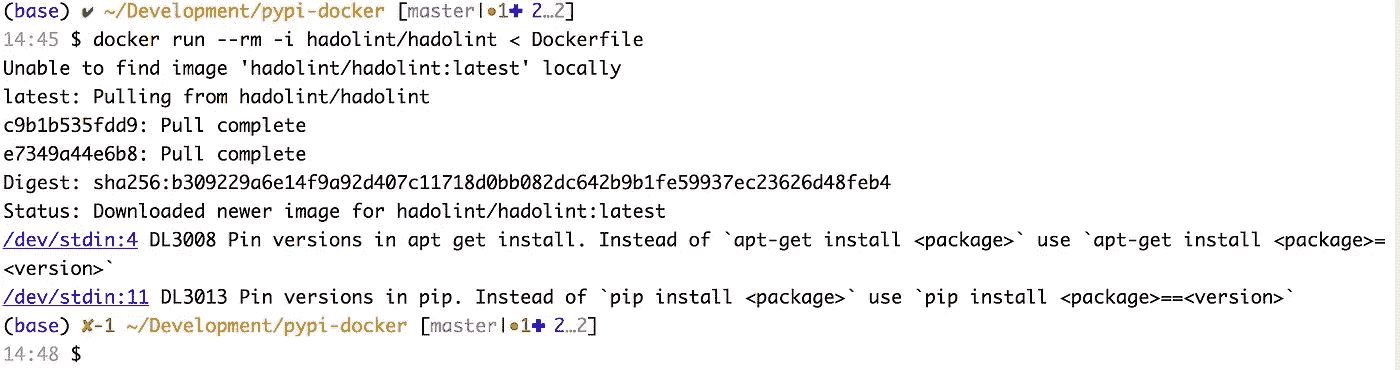 (base) ✔ ~/Development/pypi-docker [master|●1✚ 2…2]
14:45 $ docker run --rm -i hadolint/hadolint < Dockerfile
Unable to find image 'hadolint/hadolint:latest' locally
latest: Pulling from hadolint/hadolint
c9b1b535fdd9: Pull complete
e7349a44e6b8: Pull complete
Digest: sha256:b309229a6e14f9a92d407c11718d0bb082dc642b9b1fe59937ec23626d48feb4
Status: Downloaded newer image for hadolint/hadolint:latest
/dev/stdin:4 DL3008 Pin versions in apt get install. Instead of `apt-get install <package>` use `apt-get install <package>=
<version>`
/dev/stdin:11 DL3013 Pin versions in pip. Instead of `pip install <package>` use `pip install <package>==<version>`
(base) ✘-1 ~/Development/pypi-docker [master|●1✚ 2…2]
14:48 $